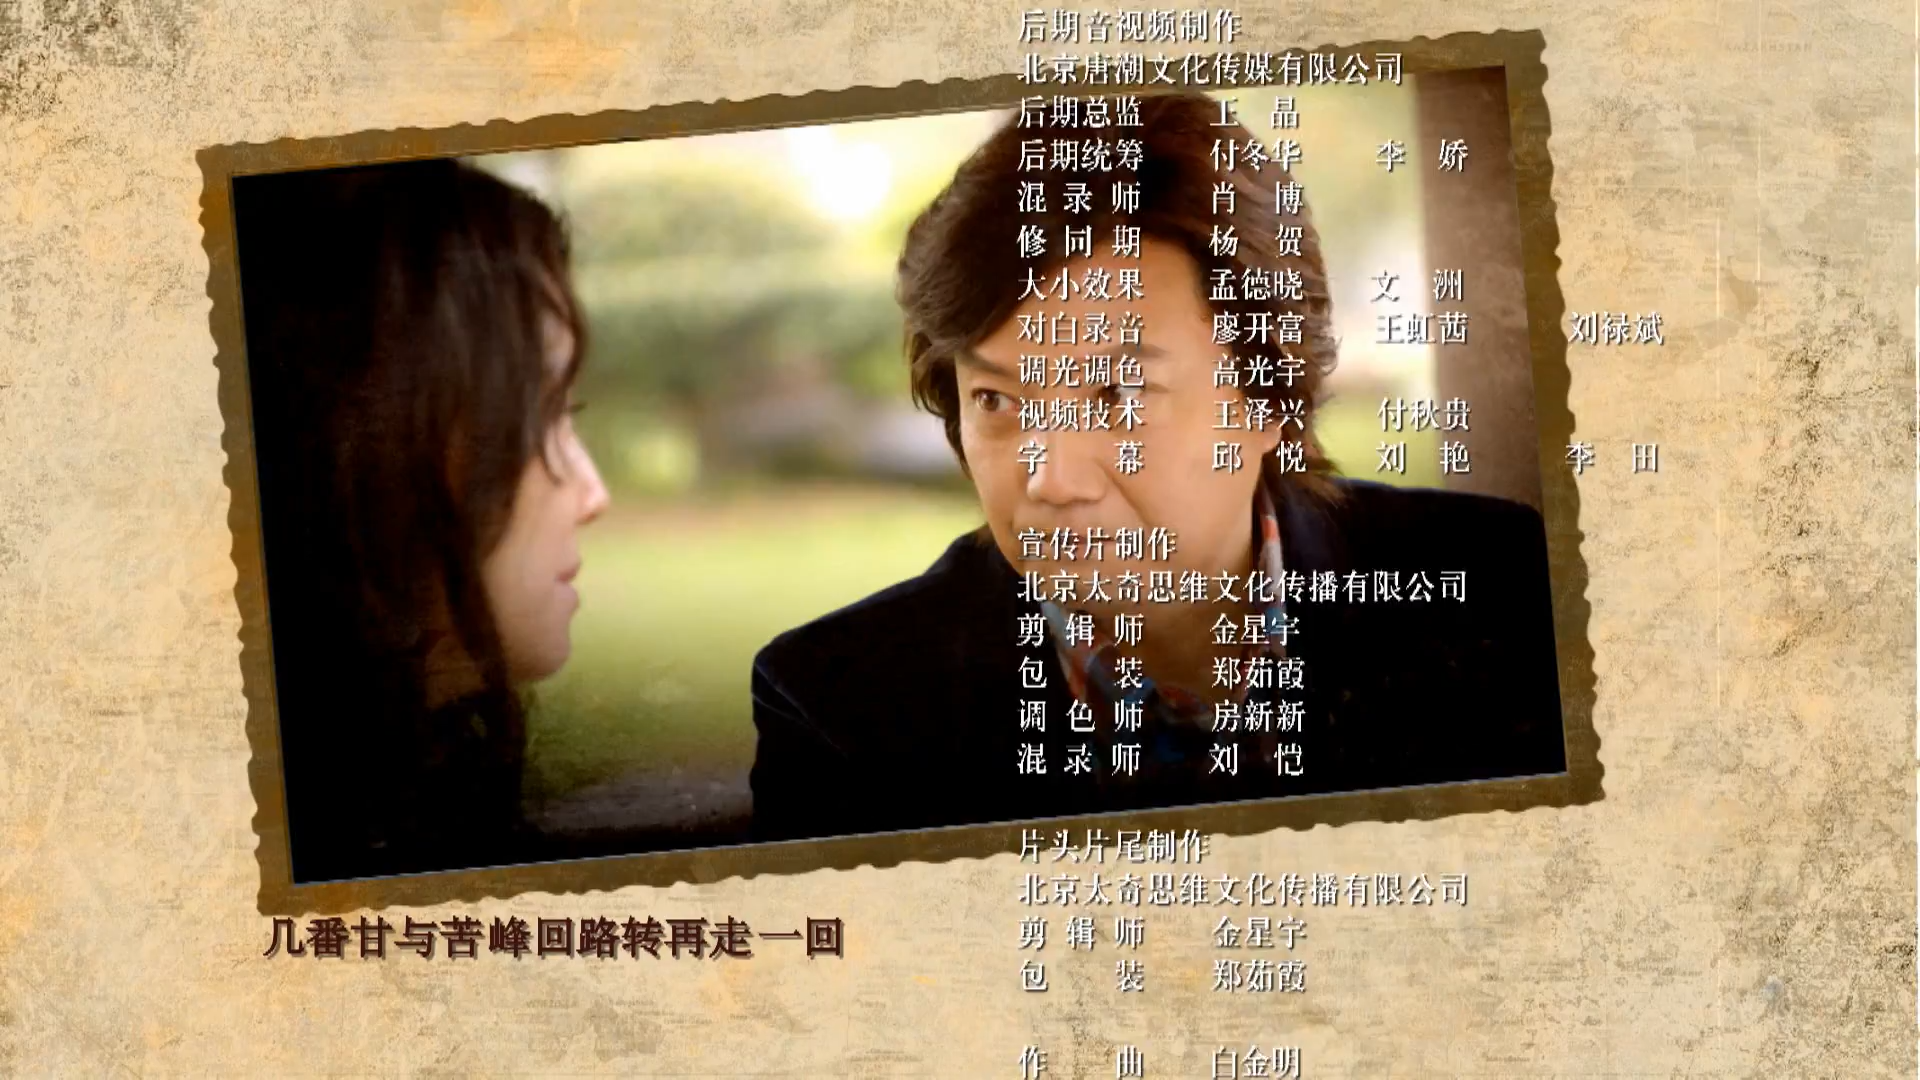 后期音视频制作
北京唐潮文化传媒有限公司
后期总监 王 晶
后期统筹 付冬华 李 娇
混 录 师 肖 博
修 同 期 杨 贺
大小效果 孟德晓 文 洲
对白录音 廖开富 王虹茜 刘禄斌
调光调色 高光宇
视频技术 王泽兴 付秋贵
字 幕 邱 悦 刘 艳 李 田
宣传片制作
北京太奇思维文化传播有限公司
剪 辑 师 金星宇
包 装 郑茹霞
调 色 师 房新新
混 录 师 刘 恺
片头片尾制作
北京太奇思维文化传播有限公司
剪 辑 师 金星宇
包 装 郑茹霞
几番甘与苦峰回路转再走一回
作 曲 白金明